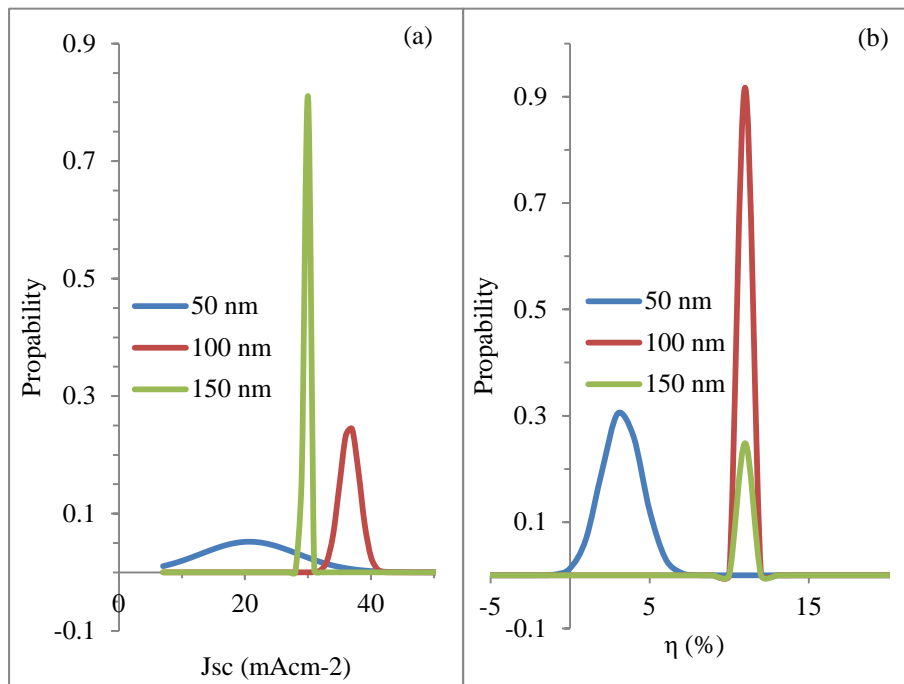 (a)
0.9
0.7
0.5
0.3
0.1
-0.1
Propability
50 nm
100 nm
150 nm
0
20
40
Jsc (mAcm-2)
(b)
0.9
0.7
0.5
0.3
0.1
-0.1
Propability
50 nm
100 nm
150 nm
-5
5
15
η (%)